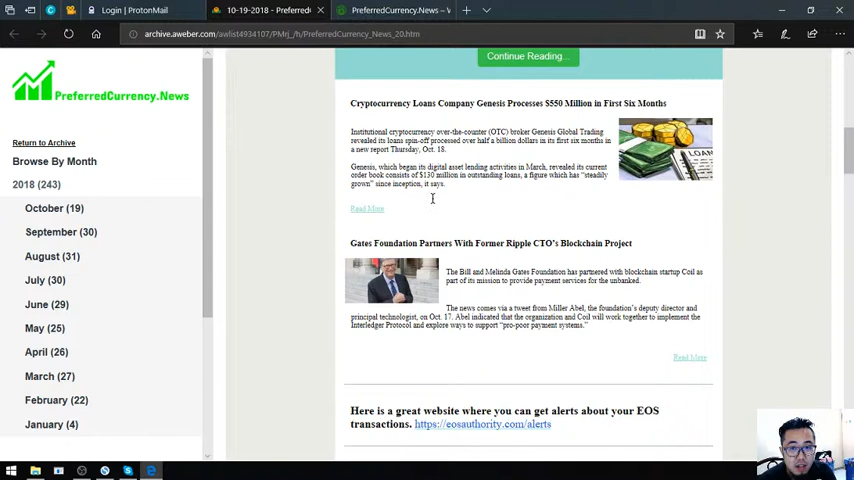 Login | ProtonMail
10-19-2018 - Preferred
PreferredCurrency.News –
archive.aweber.com/awlist4934107/PMrj_/h/PreferredCurrency_News_20.htm
PreferredCurrency.News
Return to Archive
Browse By Month
2018 (243)
October (19)
September (30)
August (31)
July (30)
June (29)
May (25)
April (26)
March (27)
February (22)
January (4)
Continue Reading...
Cryptocurrency Loans Company Genesis Processes $550 Million in First Six Months
Institutional cryptocurrency over-the-counter (OTC) broker Genesis Global Trading
revealed its loans spin-off processed over half a billion dollars in its first six months in
a new report Thursday, Oct. 18.
Genesis, which began its digital asset lending activities in March, revealed its current
order book consists of $130 million in outstanding loans, a figure which has “steadily
grown” since inception, it says.
LOAN
Read More
Gates Foundation Partners With Former Ripple CTO’s Blockchain Project
The Bill and Melinda Gates Foundation has partnered with blockchain startup Coil as
part of its mission to provide payment services for the unbanked.
The news comes via a tweet from Miller Abel, the foundation’s deputy director and
principal technologist, on Oct. 17. Abel indicated that the organization and Coil will work together to implement the
Interledger Protocol and explore ways to support “pro-poor payment systems.”
Read More
Here is a great website where you can get alerts about your EOS
transactions. https://eosauthority.com/alerts